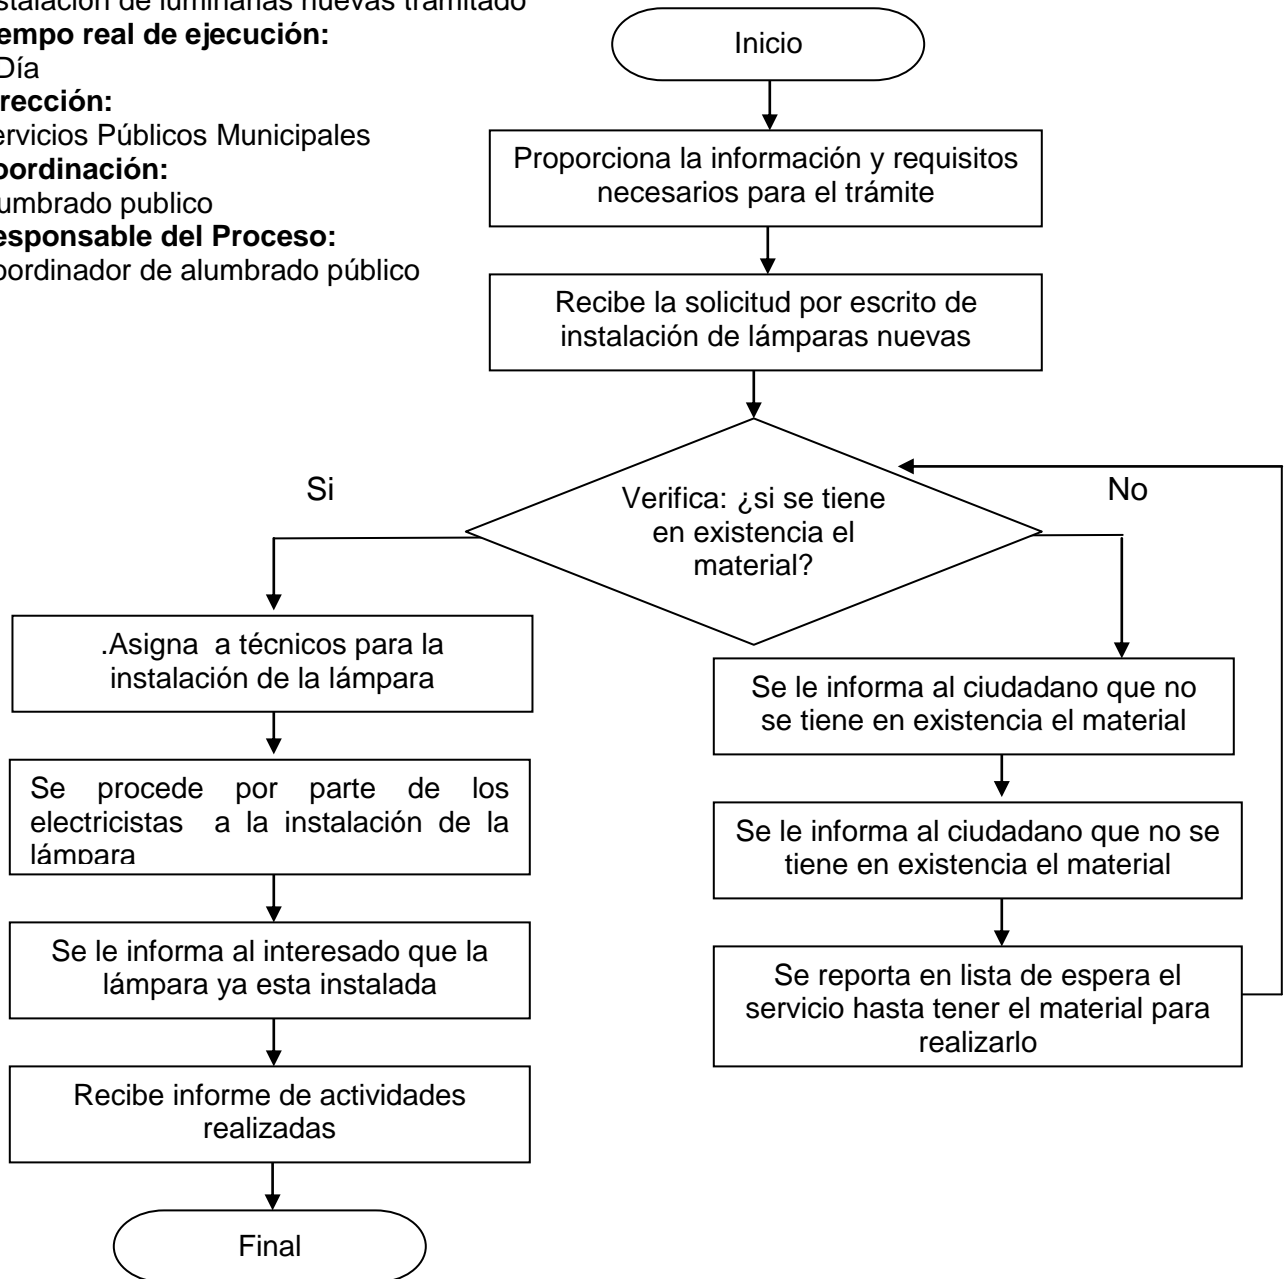 stalación de luminarias nuevas tramitado
empo real de ejecución:
Día
rección:
ervicios Públicos Municipales
oordinación:
umbrado publico
esponsable del Proceso:
oordinador de alumbrado público
Inicio
Proporciona la información y requisitos
necesarios para el trámite
Recibe la solicitud por escrito de
instalación de lámparas nuevas
Verifica: ¿si se tiene
en existencia el
material?
Si
No
.Asigna  a técnicos para la
instalación de la lámpara
Se procede por parte de los
electricistas  a la instalación de la
lámpara
Se le informa al interesado que la
lámpara ya esta instalada
Recibe informe de actividades
realizadas
Final
Se le informa al ciudadano que no
se tiene en existencia el material
Se le informa al ciudadano que no se
tiene en existencia el material
Se reporta en lista de espera el
servicio hasta tener el material para
realizarlo